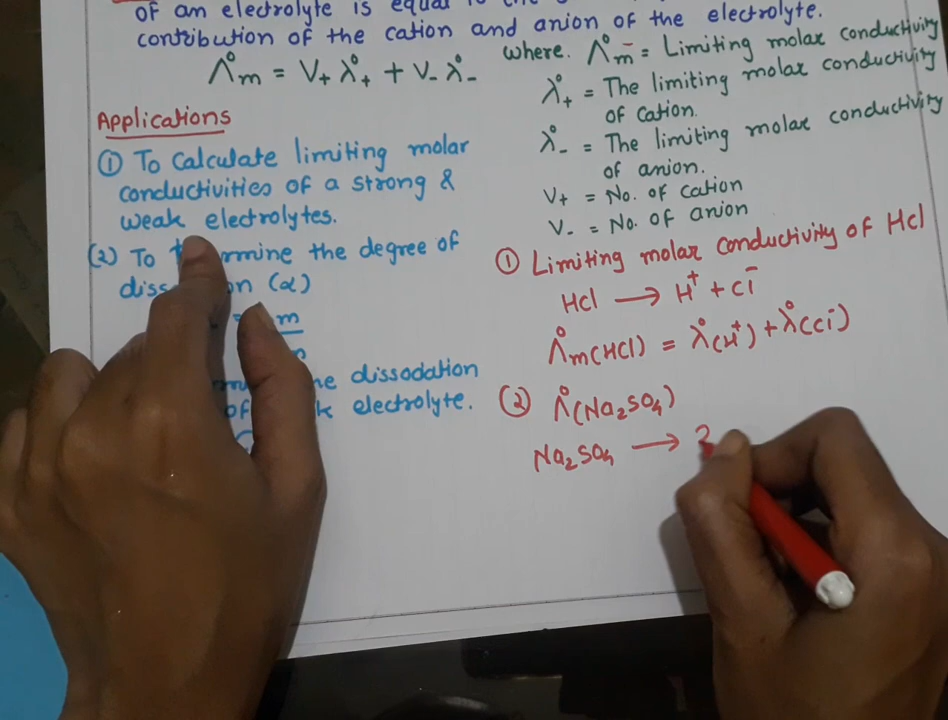 of an electrolyte is equal
contribution of the cation and anion of the electrolyte.
Λ°m = V₊ λ°₊ + V₋ λ°₋
where. Λ°m̄ = Limiting molar conductivity
λ°₊ = The limiting molar conductivity
of cation.
λ°₋ = The limiting molar conductivity
of anion.
V₊ = No. of cation
V₋ = No. of anion
Applications
① To Calculate limiting molar
conductivities of a strong &
weak electrolytes.
(2) To the degree of
(α)
m
dissodation
of electrolyte.
① Limiting molar conductivity of Hcl
Hcl ⟶ H⁺ + Cl⁻
Λ°m(HCl) = λ°(H⁺) + λ°(Cl⁻)
② Λ°(Na₂SO₄)
Na₂SO₄ ⟶ 2